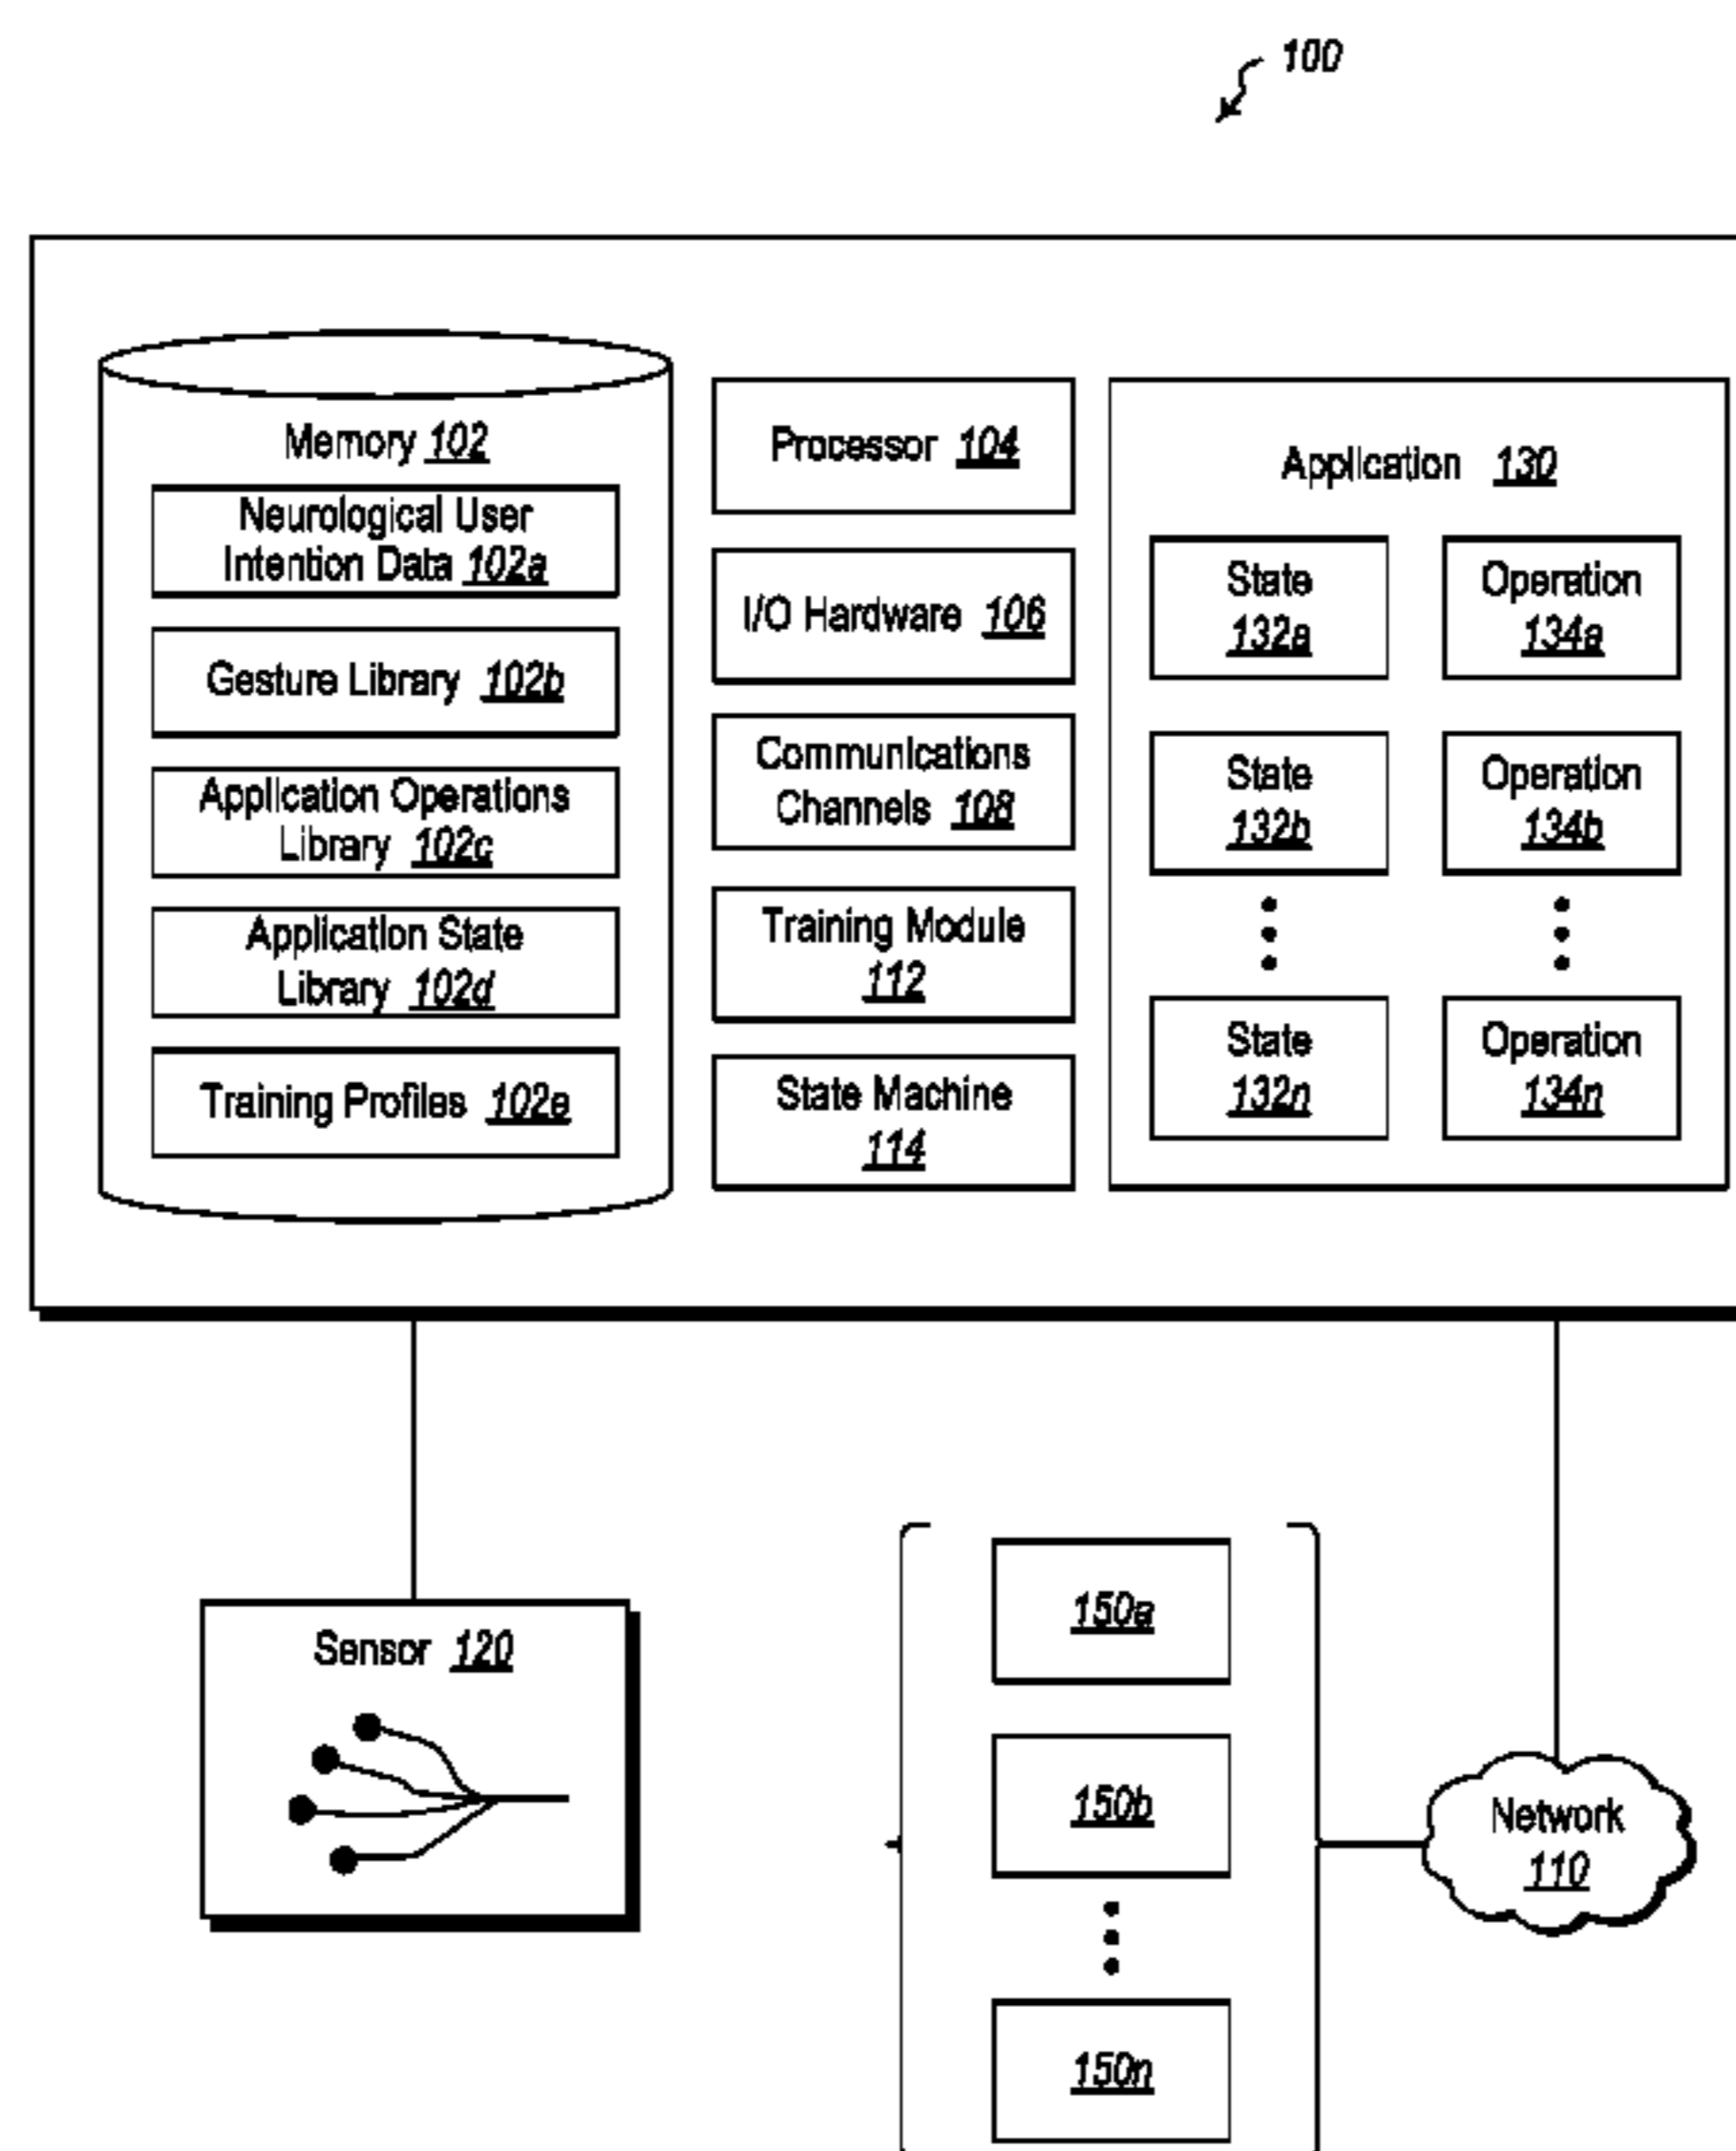 100
Memory 102
Neurological User
Intention Data 102a
Gesture Library 102b
Application Operations
Library 102c
Application State
Library 102d
Training Profiles 102e
Processor 104
I/O Hardware 106
Communications
Channels 108
Training Module
112
State Machine
114
Application 130
State
132a
Operation
134a
State
132b
Operation
134b
State
132n
Operation
134n
Sensor 120
150a
150b
150n
Network
110